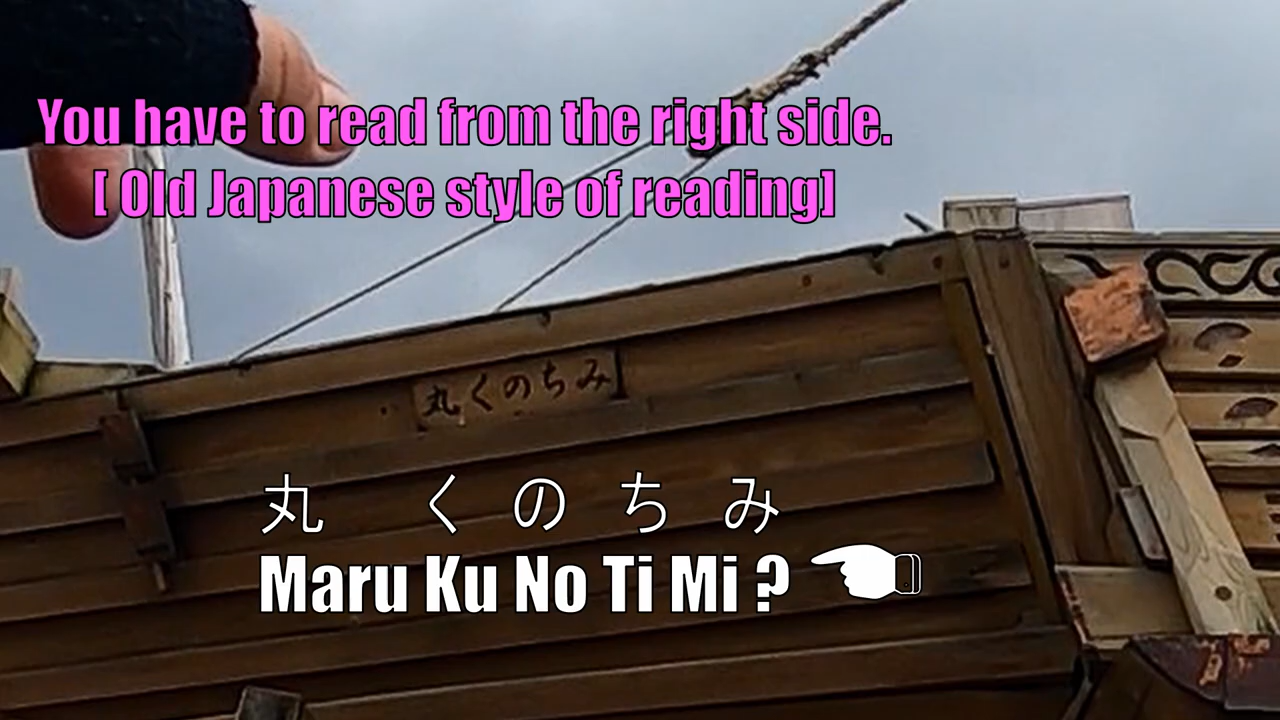 You have to read from the right side.
[ Old Japanese style of reading]
丸くのちみ
丸 く の ち み
Maru Ku No Ti Mi ?